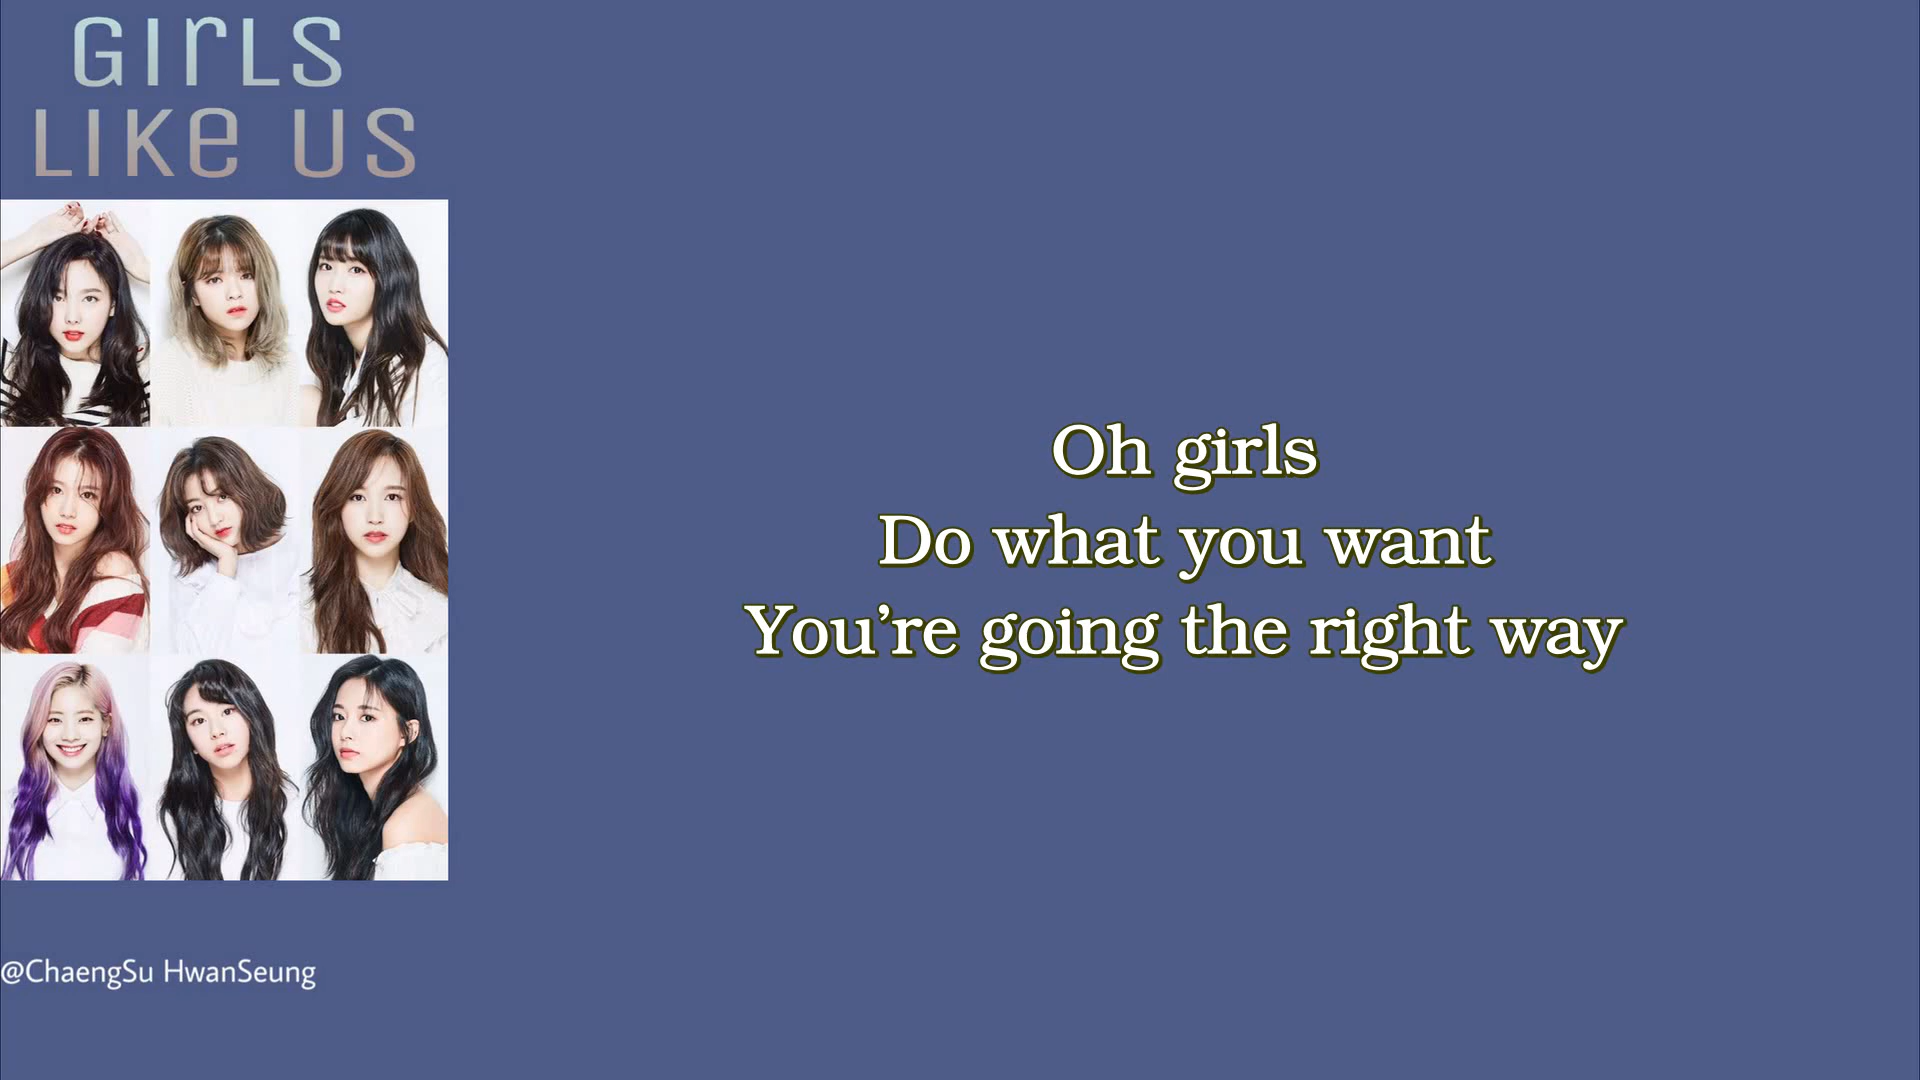 GIRLS
LIKE US
Oh girls
Do what you want
You're going the right way
@ChaengSu HwanSeung